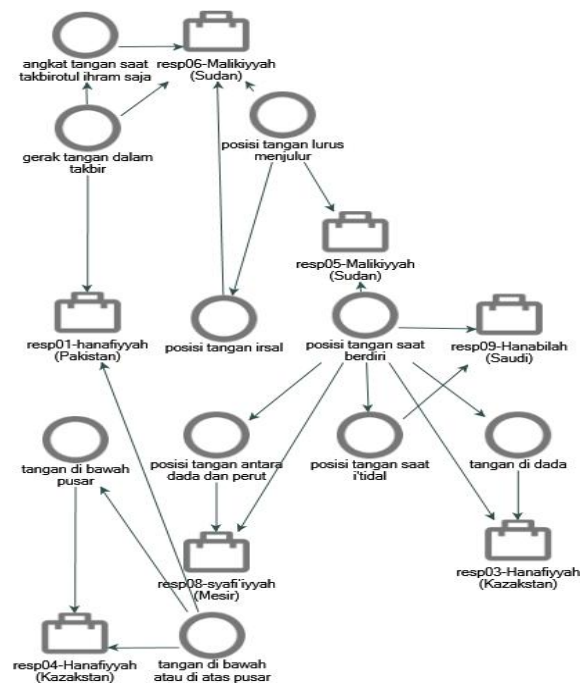 angkat tangan saat
takbirotul ihram saja
resp06-Malikiyyah
(Sudan)
gerak tangan dalam
takbir
posisi tangan lurus
menjulur
resp05-Malikiyyah
(Sudan)
resp01-hanafiyyah
(Pakistan)
posisi tangan irsal
posisi tangan saat
berdiri
resp09-Hanabilah
(Saudi)
tangan di bawah
pusar
posisi tangan antara
dada dan perut
posisi tangan saat
i'tidal
tangan di dada
resp08-syafi'iyyah
(Mesir)
resp03-Hanafiyyah
(Kazakstan)
resp04-Hanafiyyah
(Kazakstan)
tangan di bawah
atau di atas pusar